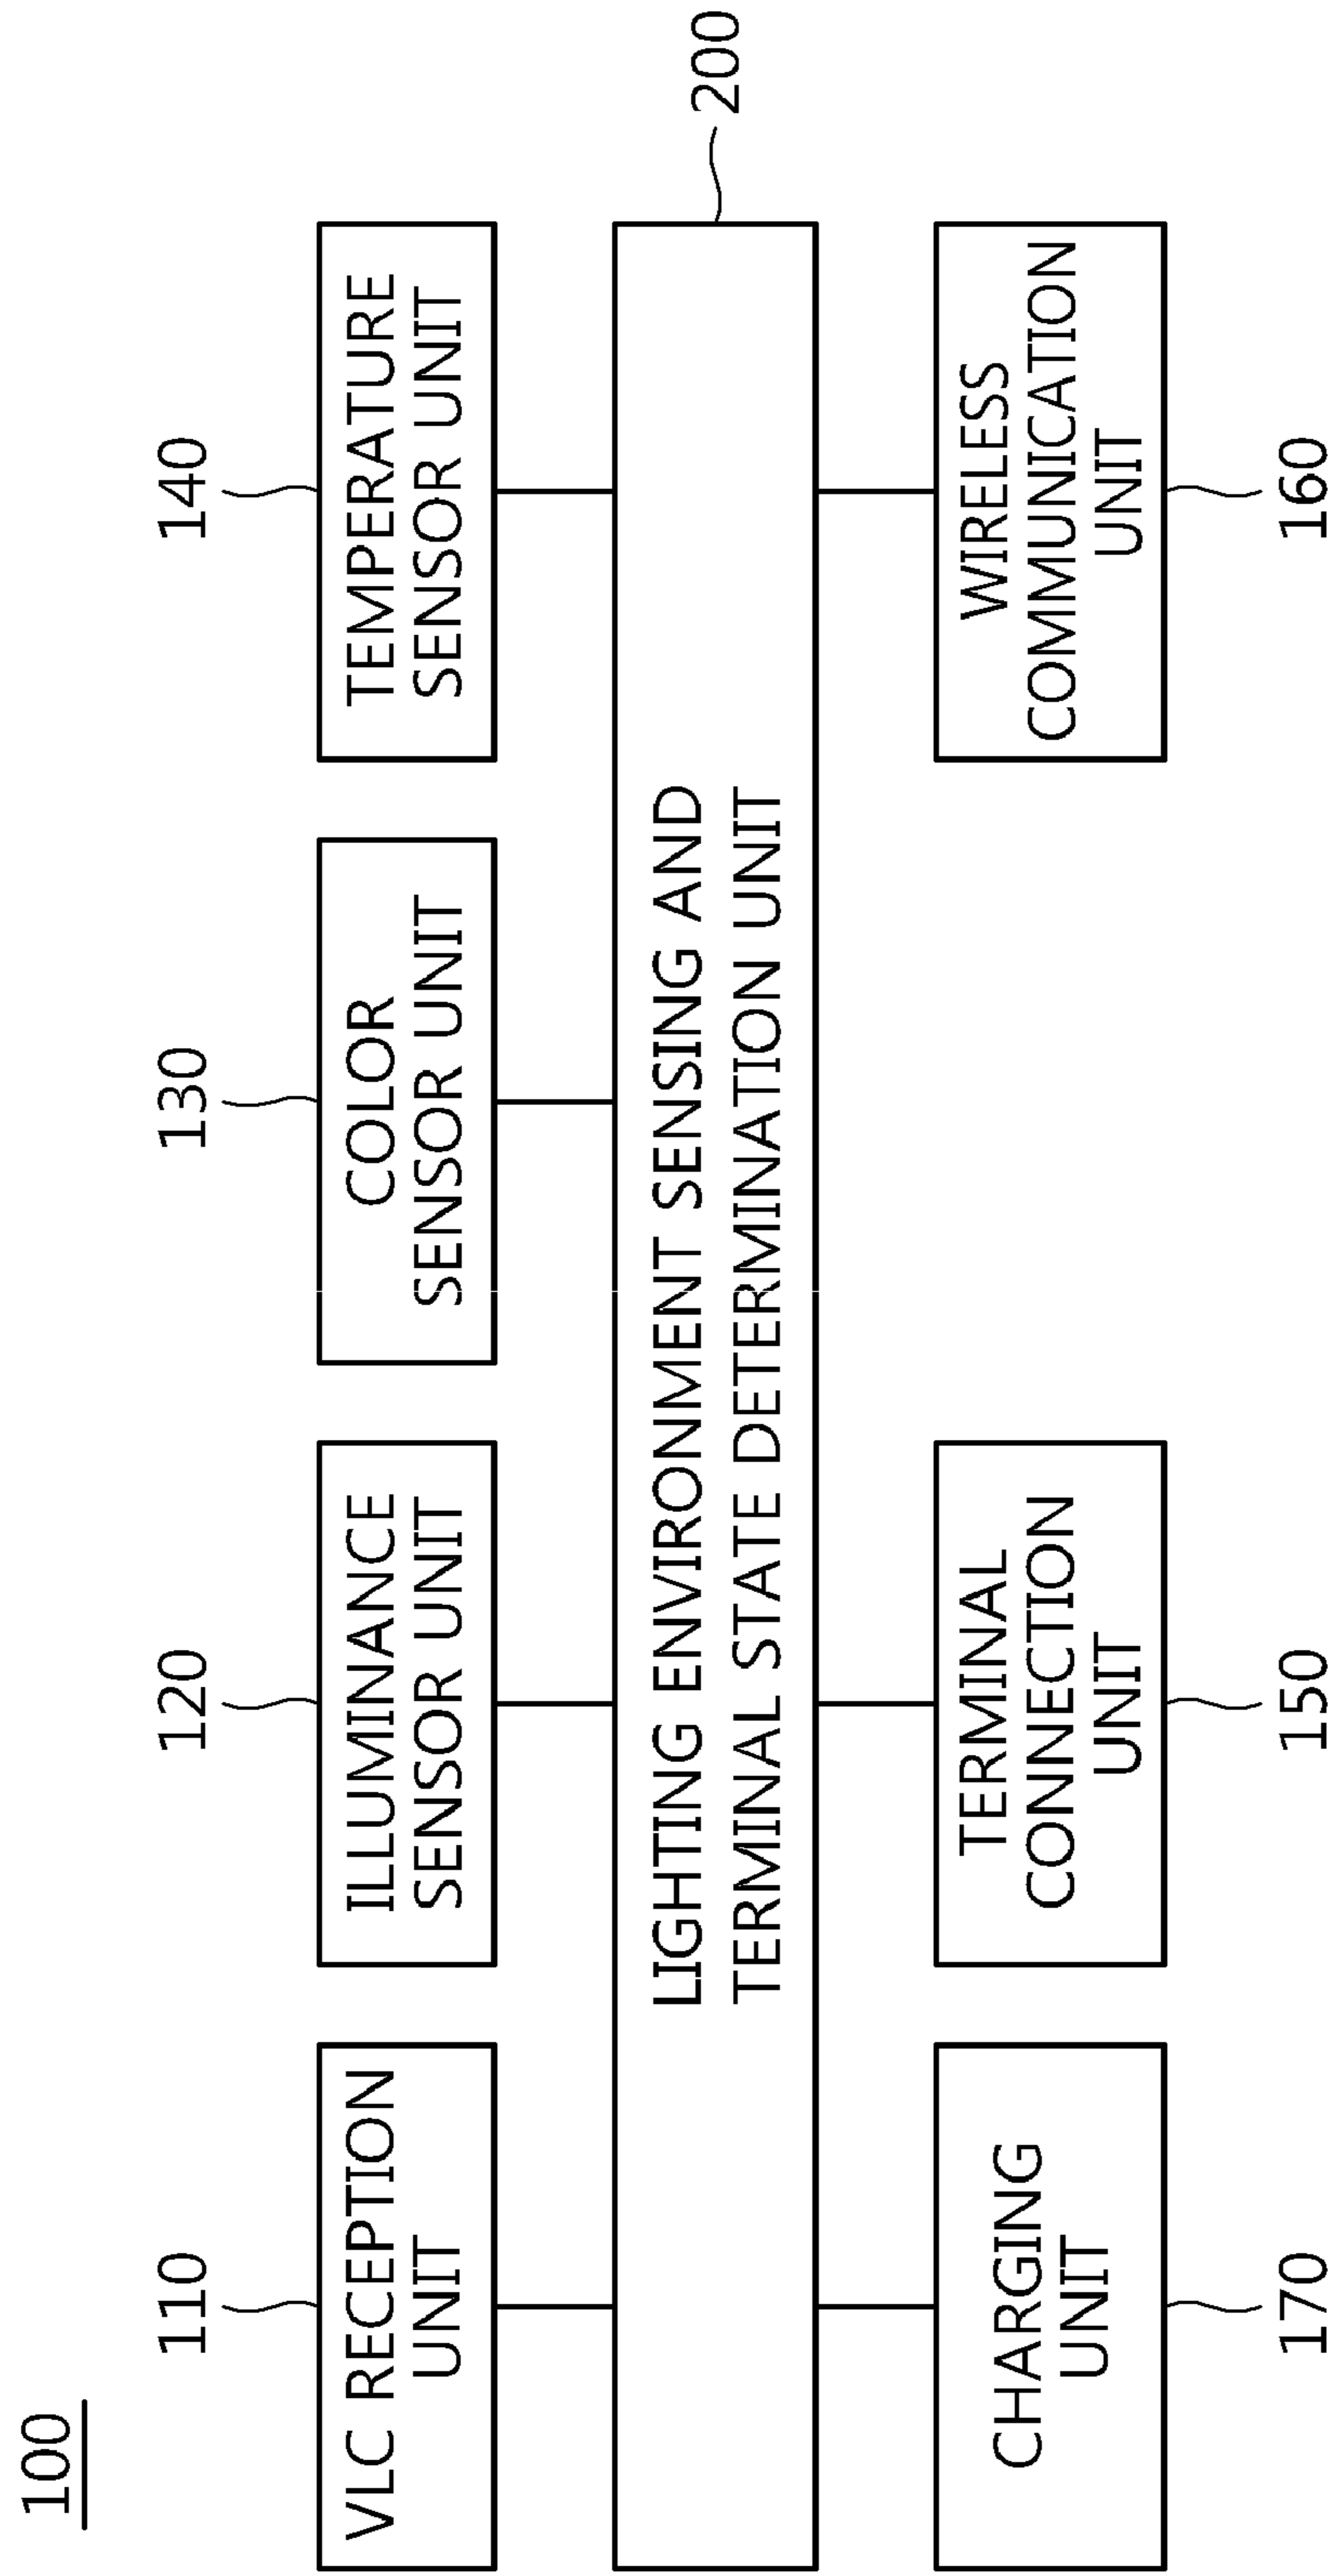 100
110
120
130
140
VLC RECEPTION
UNIT
ILLUMINANCE
SENSOR UNIT
COLOR
SENSOR UNIT
TEMPERATURE
SENSOR UNIT
LIGHTING ENVIRONMENT SENSING AND
TERMINAL STATE DETERMINATION UNIT
200
CHARGING
UNIT
TERMINAL
CONNECTION
UNIT
WIRELESS
COMMUNICATION
UNIT
170
150
160